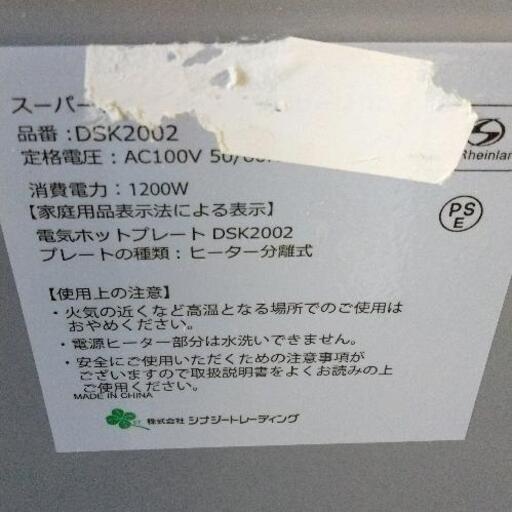 スーパー
品番：DSK2002
定格電圧：AC100V 50/60
Rheinlan
消費電力：1200W
【家庭用品表示法による表示】
PS
E
電気ホットプレート DSK2002
プレートの種類：ヒーター分離式
【使用上の注意】
・火気の近くなど高温となる場所でのご使用は
おやめください。
・電源ヒーター部分は水洗いできません。
・安全にご使用いただくための注意事項が
ございますので取扱説明書をよくお読みの上
ご使用ください。
MADE IN CHINA
株式会社 シナジートレーディング